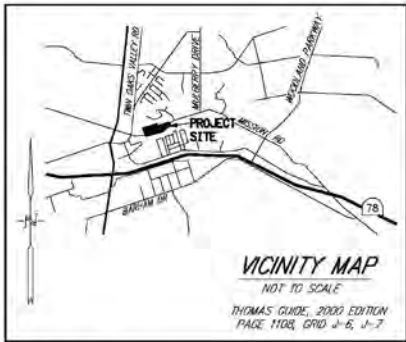 TWIN OAKS VALLEY RD
MULBERRY DRIVE
WOODLAND PARKWAY
PROJECT
SITE
MISSION RD
BARHAM DR
78
VICINITY MAP
NOT TO SCALE
THOMAS GUIDE, 2000 EDITION
PAGE 1108, GRID J-6, J-7